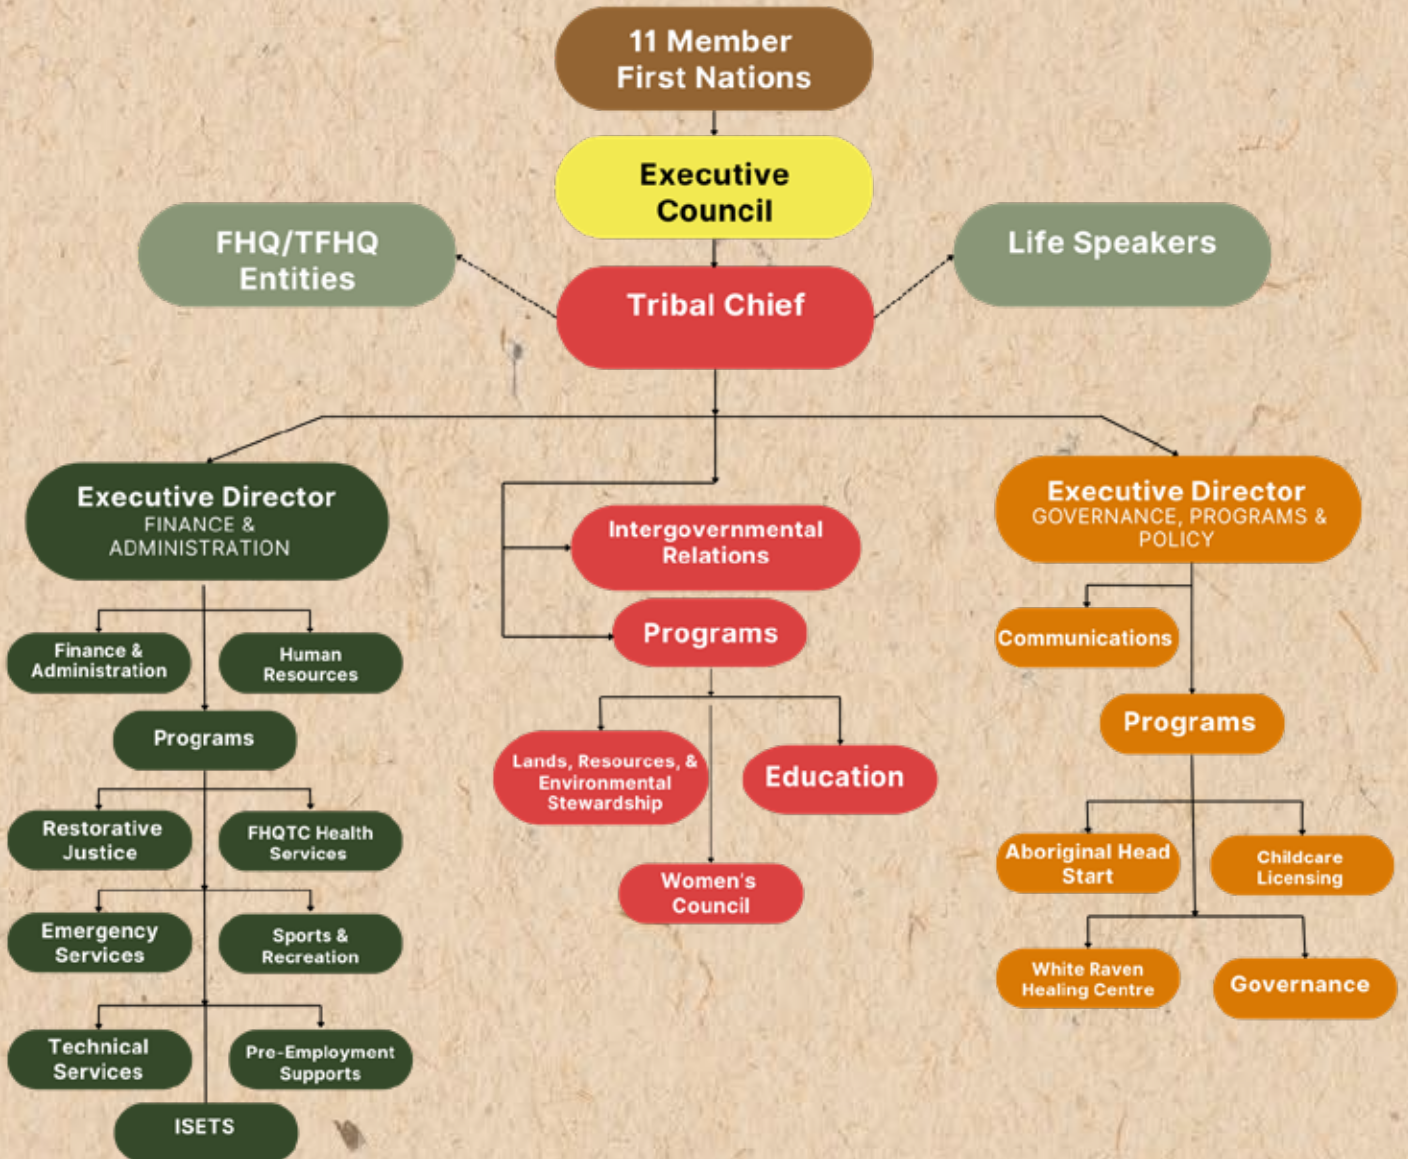 11 Member
First Nations
Executive
Council
FHQ/TFHQ
Entities
Life Speakers
Tribal Chief
Executive Director
FINANCE &
ADMINISTRATION
Finance &
Administration
Human
Resources
Programs
Restorative
Justice
FHQTC Health
Services
Emergency
Services
Sports &
Recreation
Technical
Services
Pre-Employment
Supports
ISETS
Intergovernmental
Relations
Programs
Lands, Resources, &
Environmental
Stewardship
Education
Women's
Council
Executive Director
GOVERNANCE, PROGRAMS &
POLICY
Communications
Programs
Aboriginal Head
Start
Childcare
Licensing
White Raven
Healing Centre
Governance